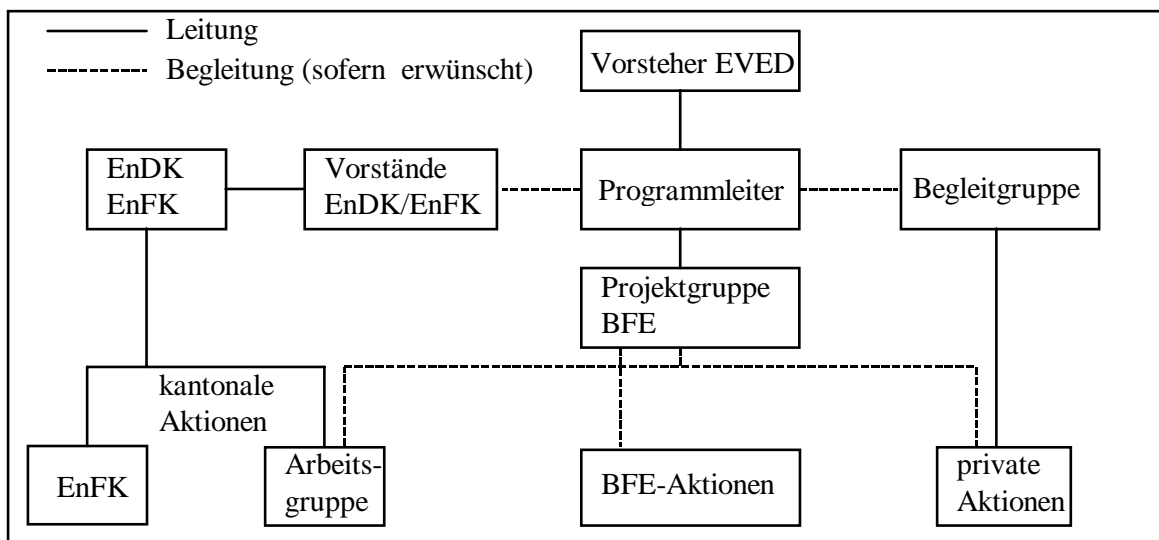 Leitung
Begleitung (sofern erwünscht)
Vorsteher EVED
EnDK
EnFK
Vorstände
EnDK/EnFK
Programmleiter
Begleitgruppe
Projektgruppe
BFE
kantonale
Aktionen
EnFK
Arbeits-
gruppe
BFE-Aktionen
private
Aktionen